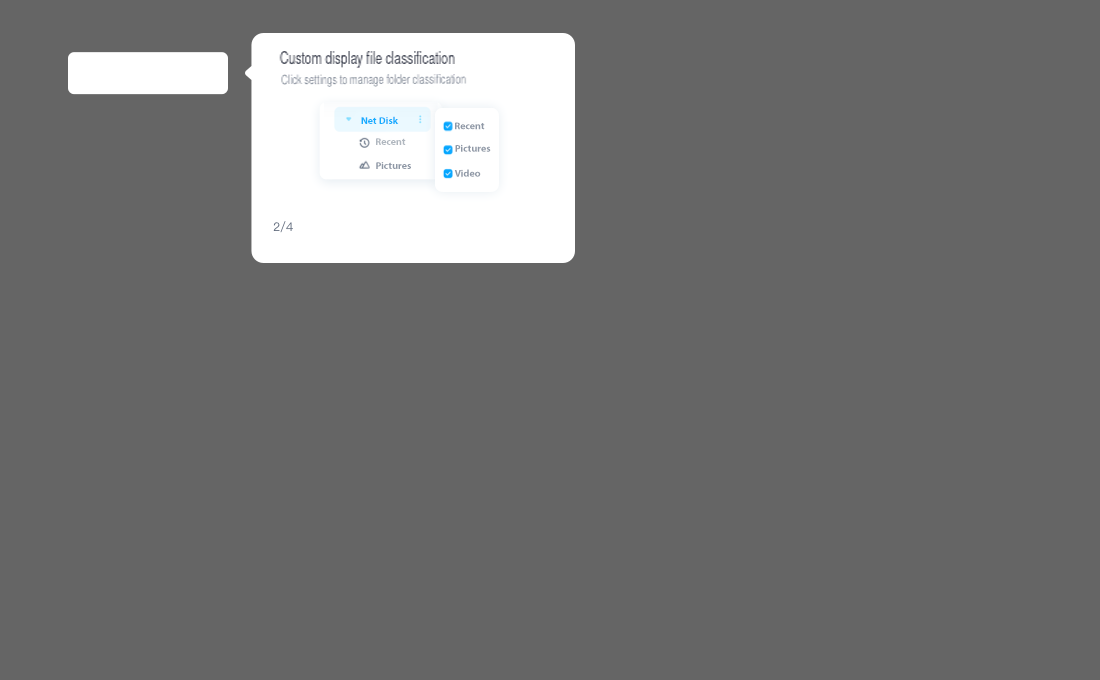 Custom display file classification
Click settings to manage folder classification
Net Disk
Recent
Pictures
Recent
Pictures
Video
2/4